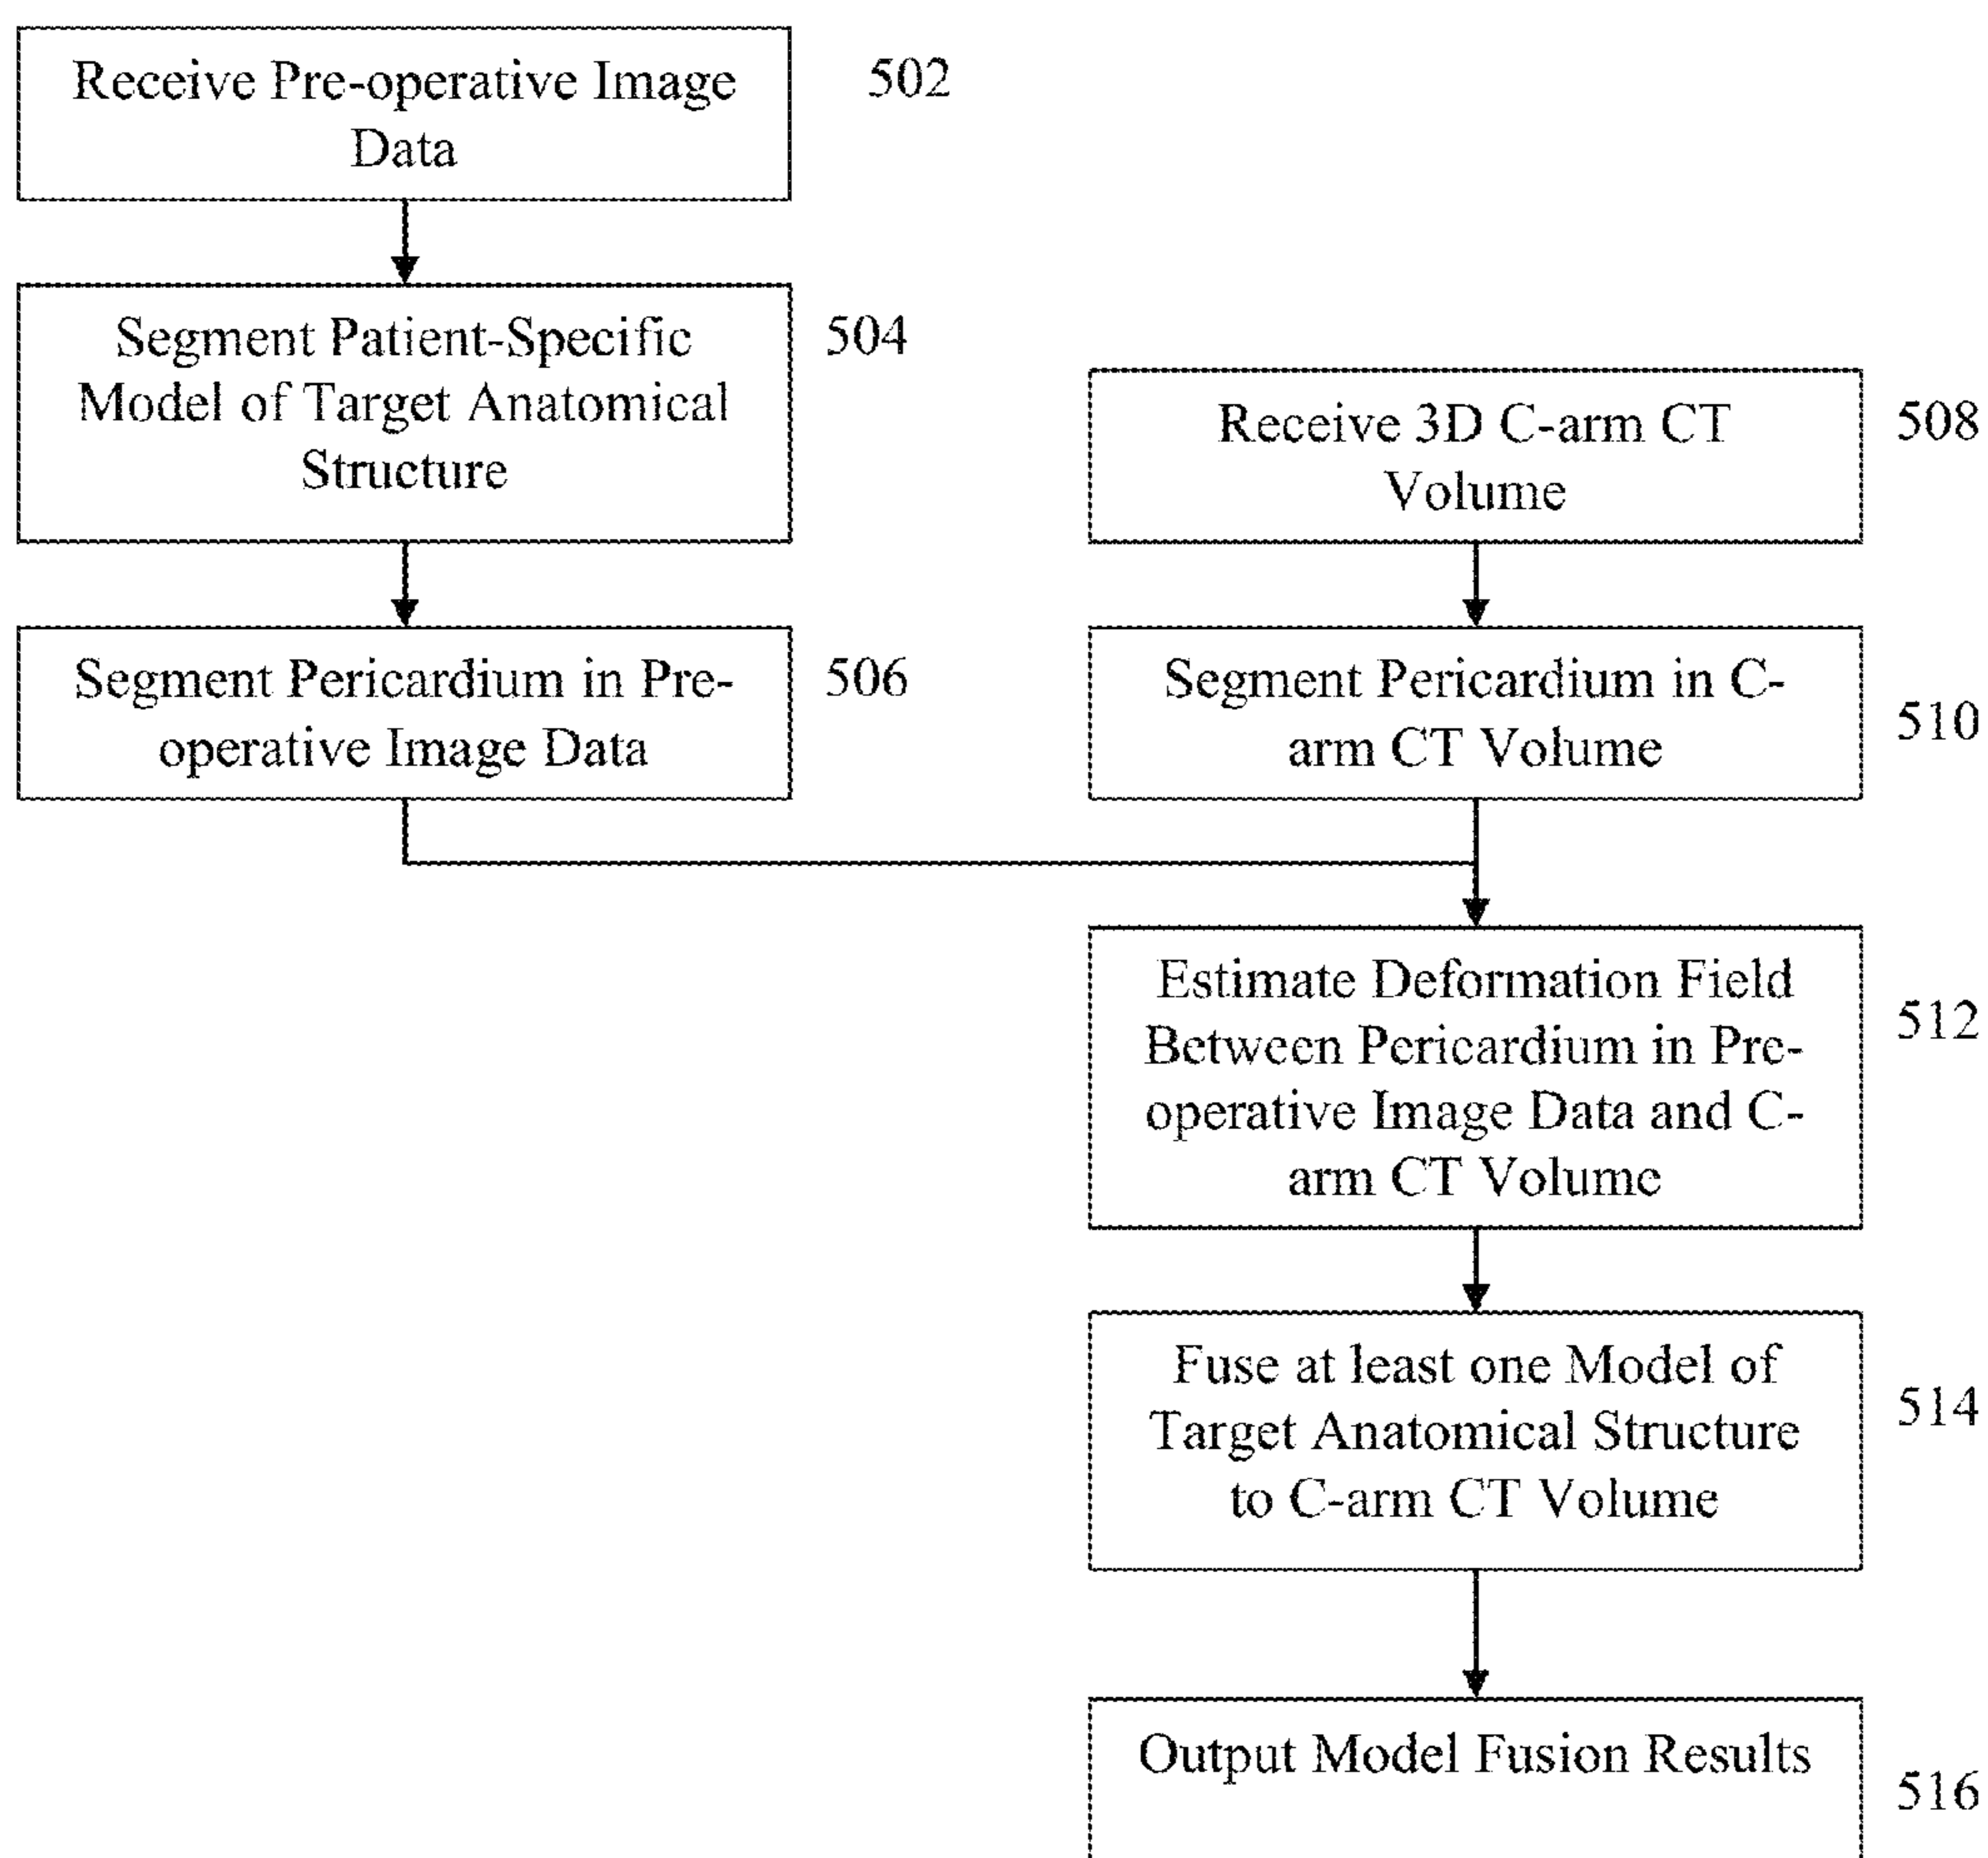 Receive Pre-operative Image
Data
502
Segment Patient-Specific
Model of Target Anatomical
Structure
504
Segment Pericardium in Pre-
operative Image Data
506
Receive 3D C-arm CT
Volume
508
Segment Pericardium in C-
arm CT Volume
510
Estimate Deformation Field
Between Pericardium in Pre-
operative Image Data and C-
arm CT Volume
512
Fuse at least one Model of
Target Anatomical Structure
to C-arm CT Volume
514
Output Model Fusion Results
516